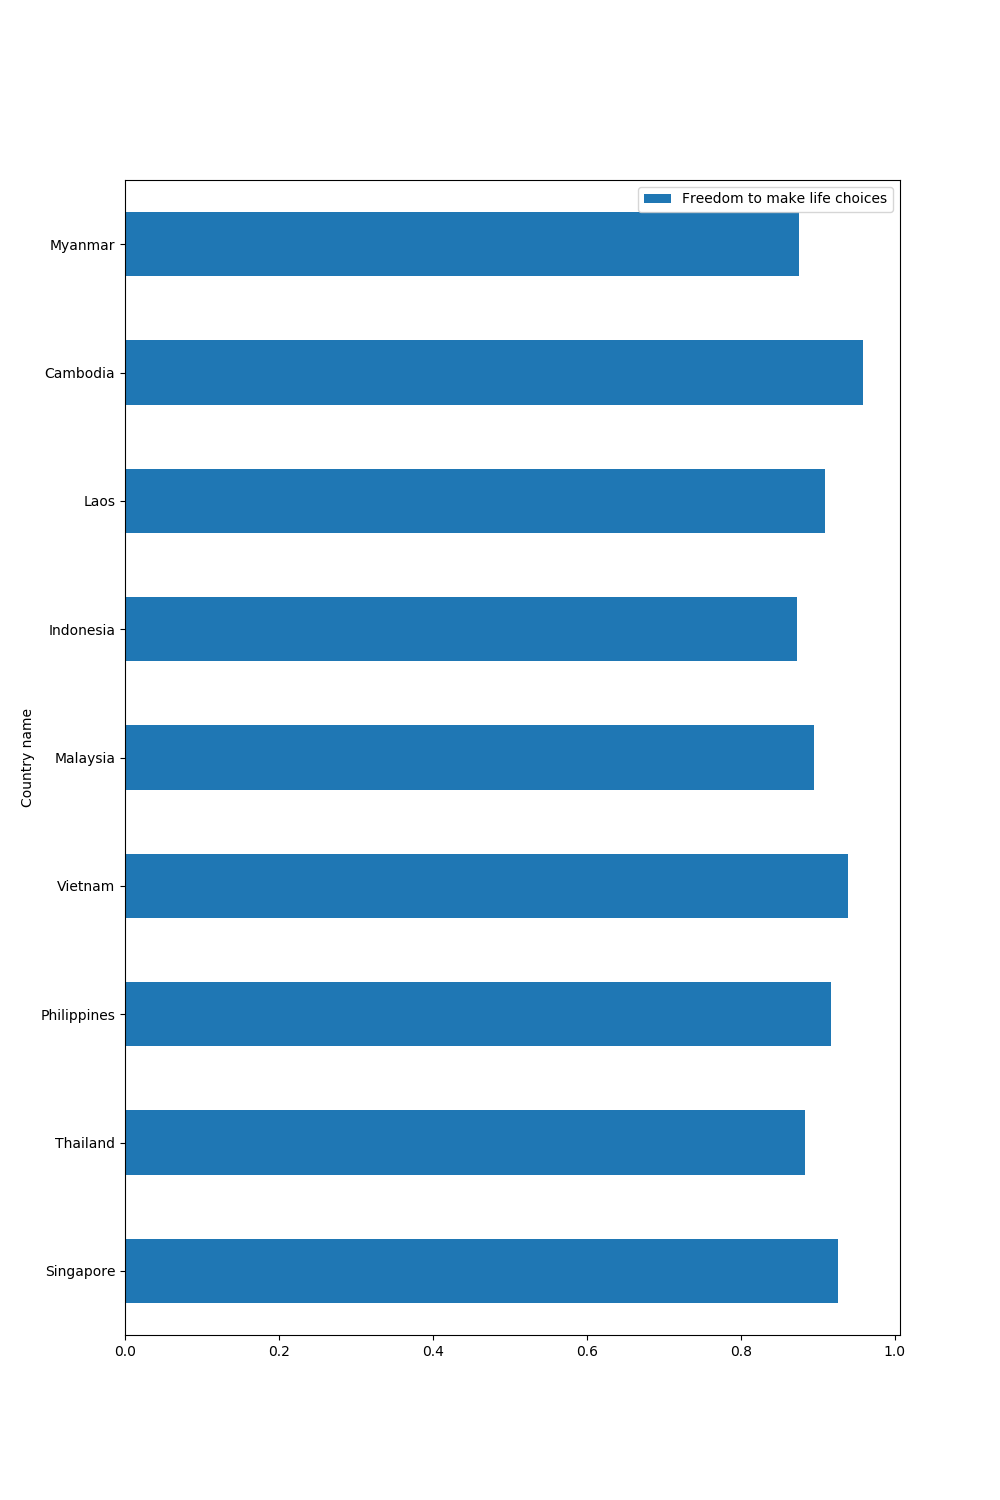 Freedom to make life choices
Myanmar
Cambodia
Laos
Indonesia
Malaysia
Vietnam
Philippines
Thailand
Singapore
Country name
0.0 0.2 0.4 0.6 0.8 1.0